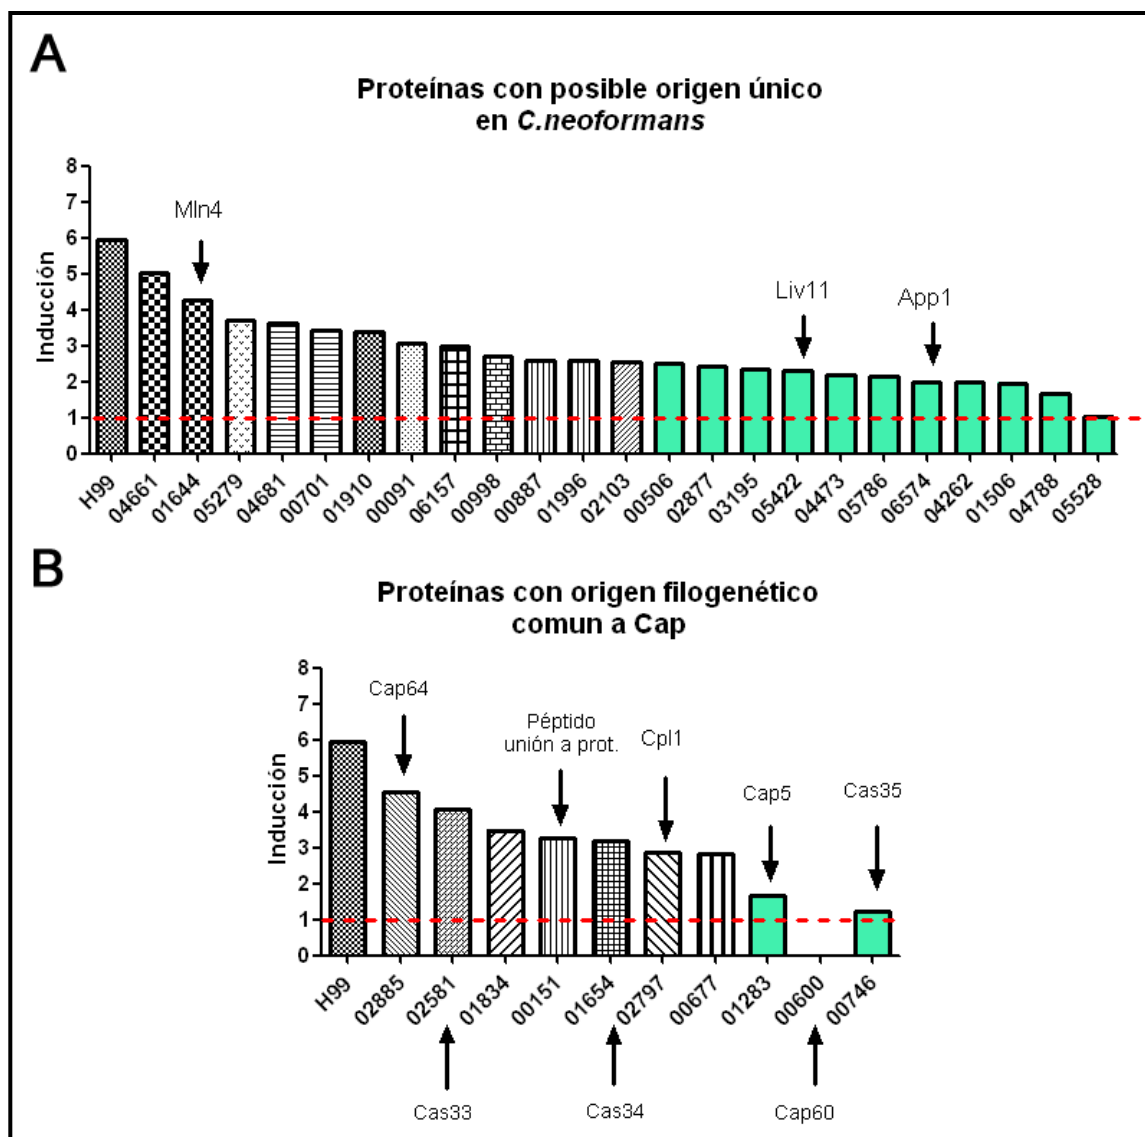 A
Proteínas con posible origen único
en C.neoformans
8
7
6
5
4
3
2
1
0
Inducción
Mln4
Liv11
App1
H99
04661
01644
05279
04681
00701
01910
00091
06157
00998
00887
01996
02103
00506
02877
03195
05422
04473
05786
06574
04262
01506
04788
05528
B
Proteínas con origen filogenético
comun a Cap
8
7
6
5
4
3
2
1
0
Inducción
Cap64
Péptido
unión a prot.
Cpl1
Cap5
Cas35
H99
02885
02581
01834
00151
01654
02797
00677
01283
00600
00746
Cas33
Cas34
Cap60